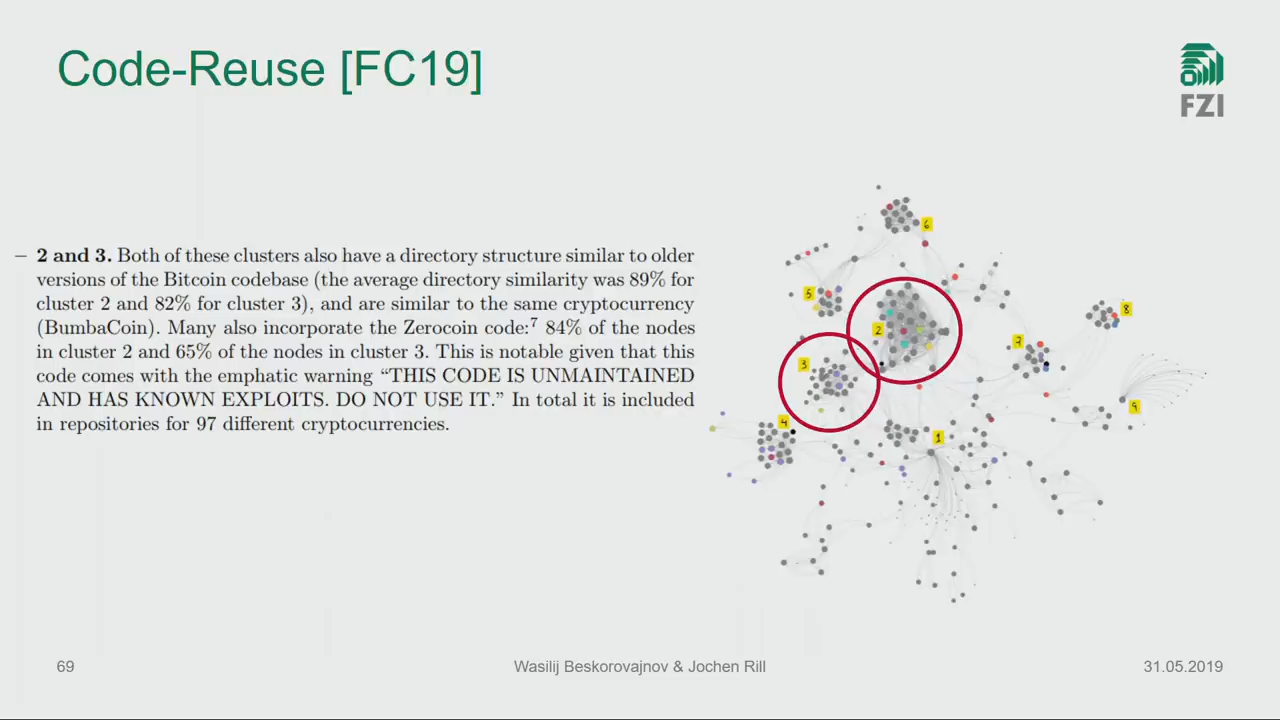 Code-Reuse [FC19]
FZI
– 2 and 3. Both of these clusters also have a directory structure similar to older
versions of the Bitcoin codebase (the average directory similarity was 89% for
cluster 2 and 82% for cluster 3), and are similar to the same cryptocurrency
(BumbaCoin). Many also incorporate the Zerocoin code:7 84% of the nodes
in cluster 2 and 65% of the nodes in cluster 3. This is notable given that this
code comes with the emphatic warning “THIS CODE IS UNMAINTAINED
AND HAS KNOWN EXPLOITS. DO NOT USE IT.” In total it is included
in repositories for 97 different cryptocurrencies.
6
5
8
2
7
3
9
4
1
69
Wasilij Beskorovajnov & Jochen Rill
31.05.2019